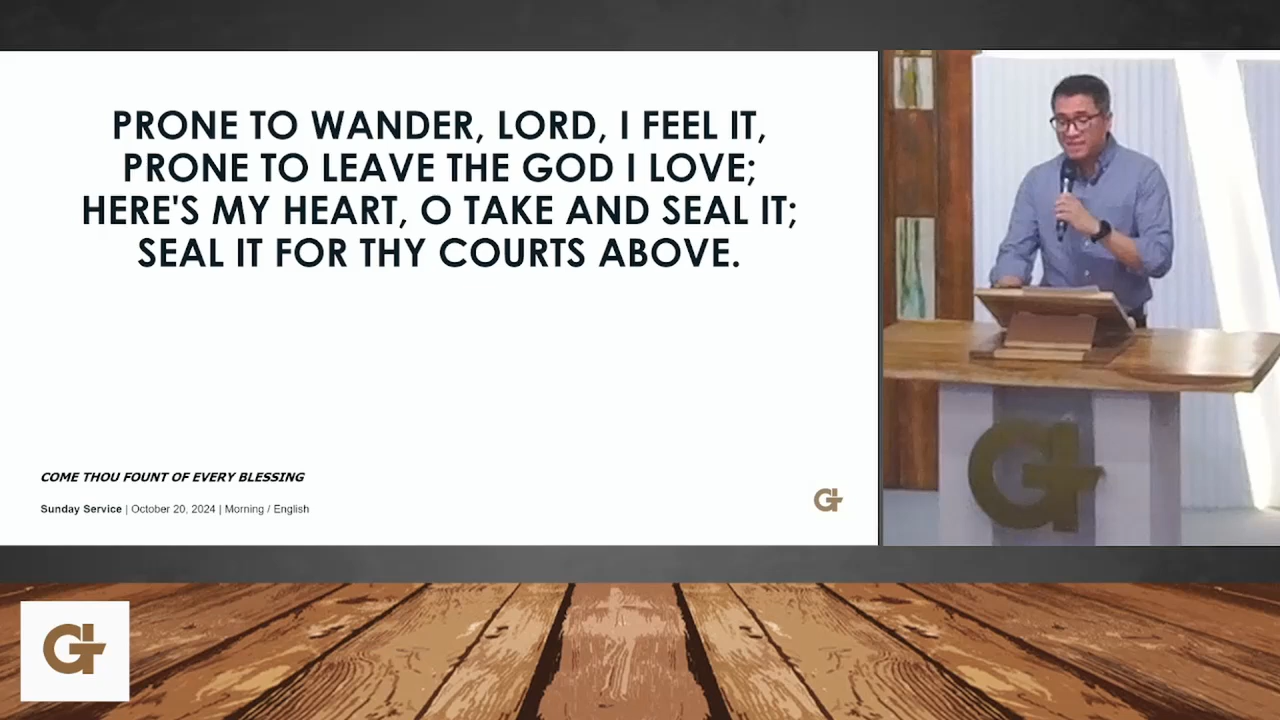 PRONE TO WANDER, LORD, I FEEL IT,
PRONE TO LEAVE THE GOD I LOVE;
HERE'S MY HEART, O TAKE AND SEAL IT;
SEAL IT FOR THY COURTS ABOVE.
COME THOU FOUNT OF EVERY BLESSING
Sunday Service | October 20, 2024 | Morning / English